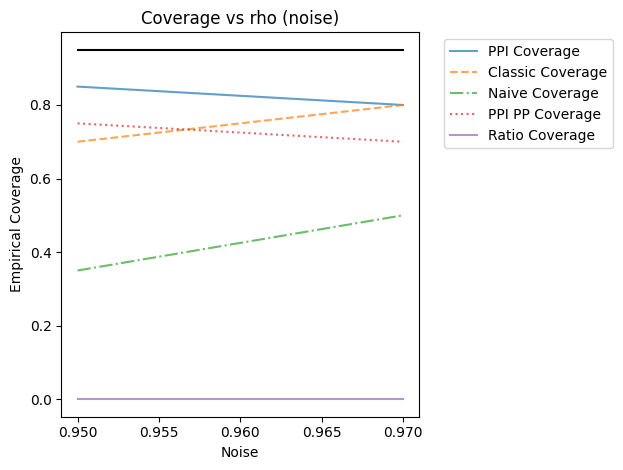 Coverage vs rho (noise)
PPI Coverage
Classic Coverage
Naive Coverage
PPI PP Coverage
Ratio Coverage
Empirical Coverage
0.8
0.6
0.4
0.2
0.0
0.950
0.955
0.960
0.965
0.970
Noise